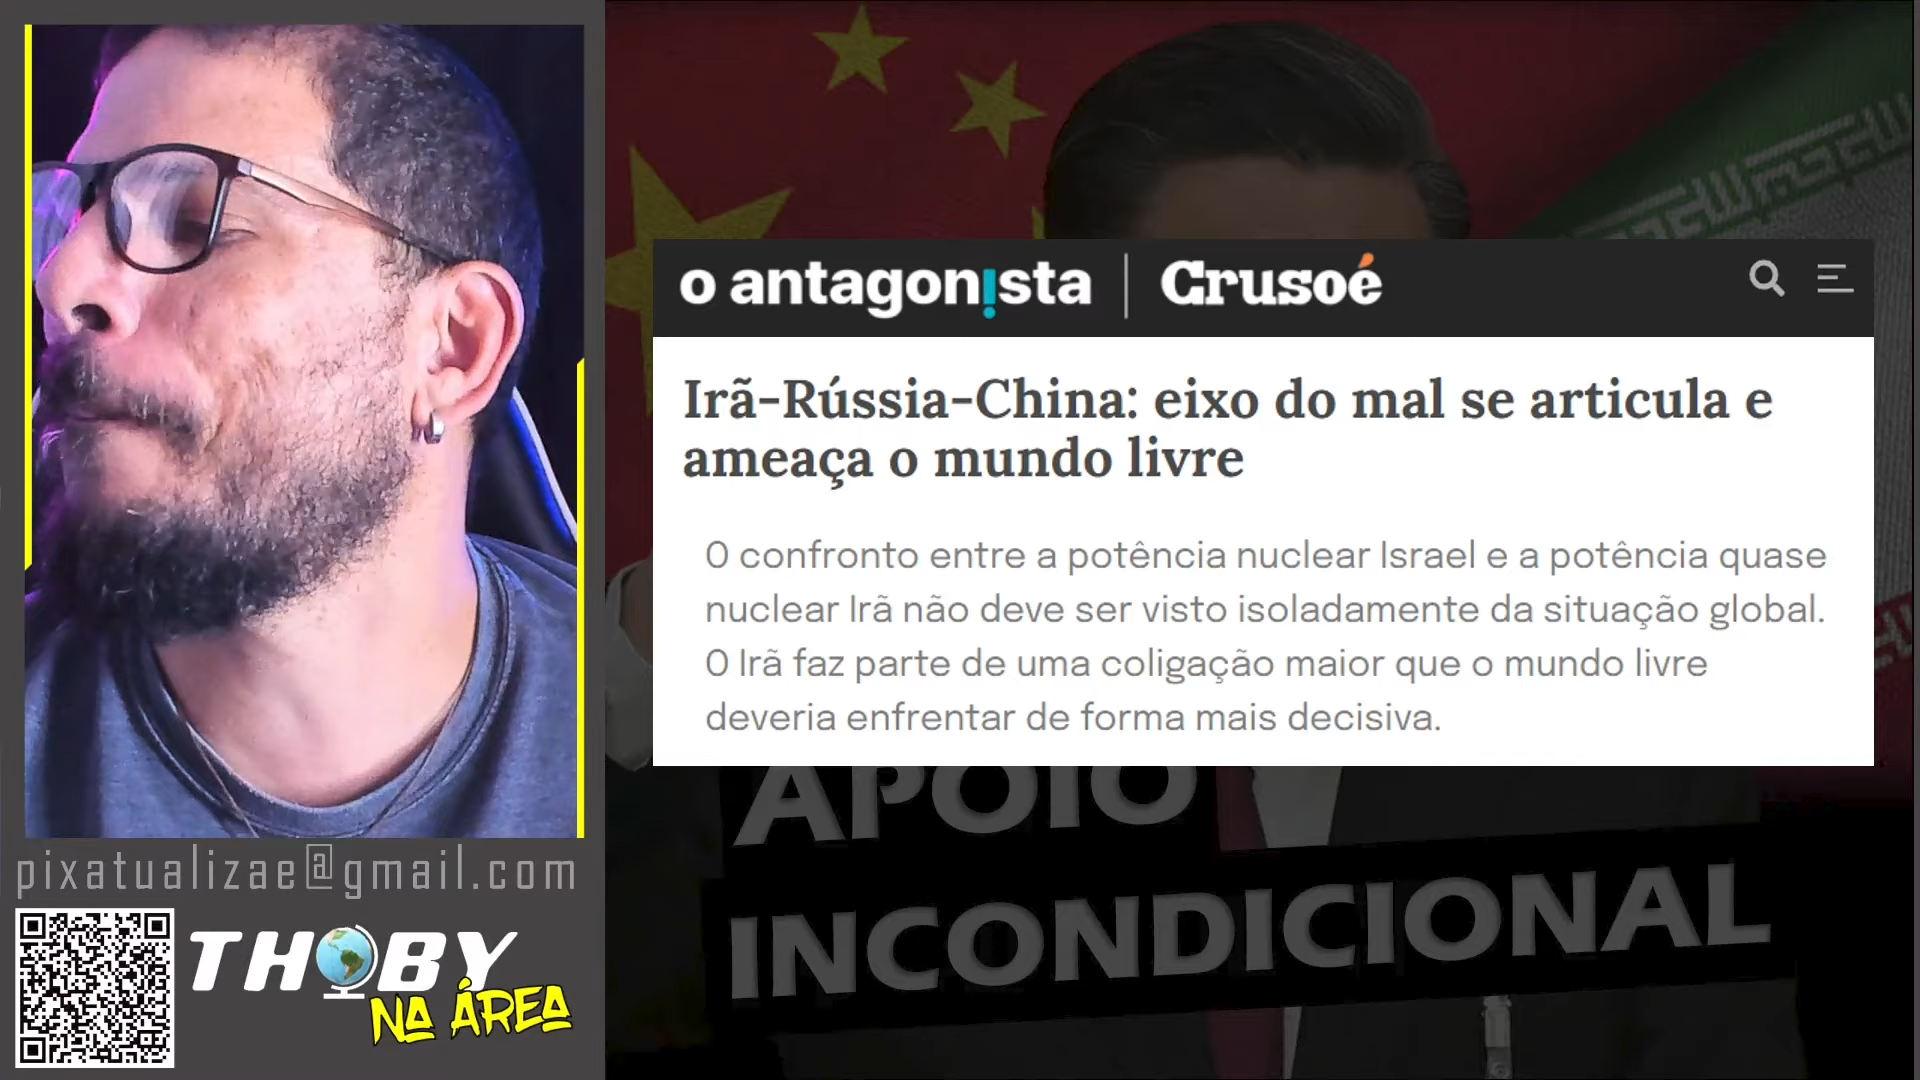 o antagonista | Crusoé
Irã-Rússia-China: eixo do mal se articula e
ameaça o mundo livre
O confronto entre a potência nuclear Israel e a potência quase
nuclear Irã não deve ser visto isoladamente da situação global.
O Irã faz parte de uma coligação maior que o mundo livre
deveria enfrentar de forma mais decisiva.
APOIO
INCONDICIONAL
pixatualizae@gmail.com
THOBY
NA ÁREA